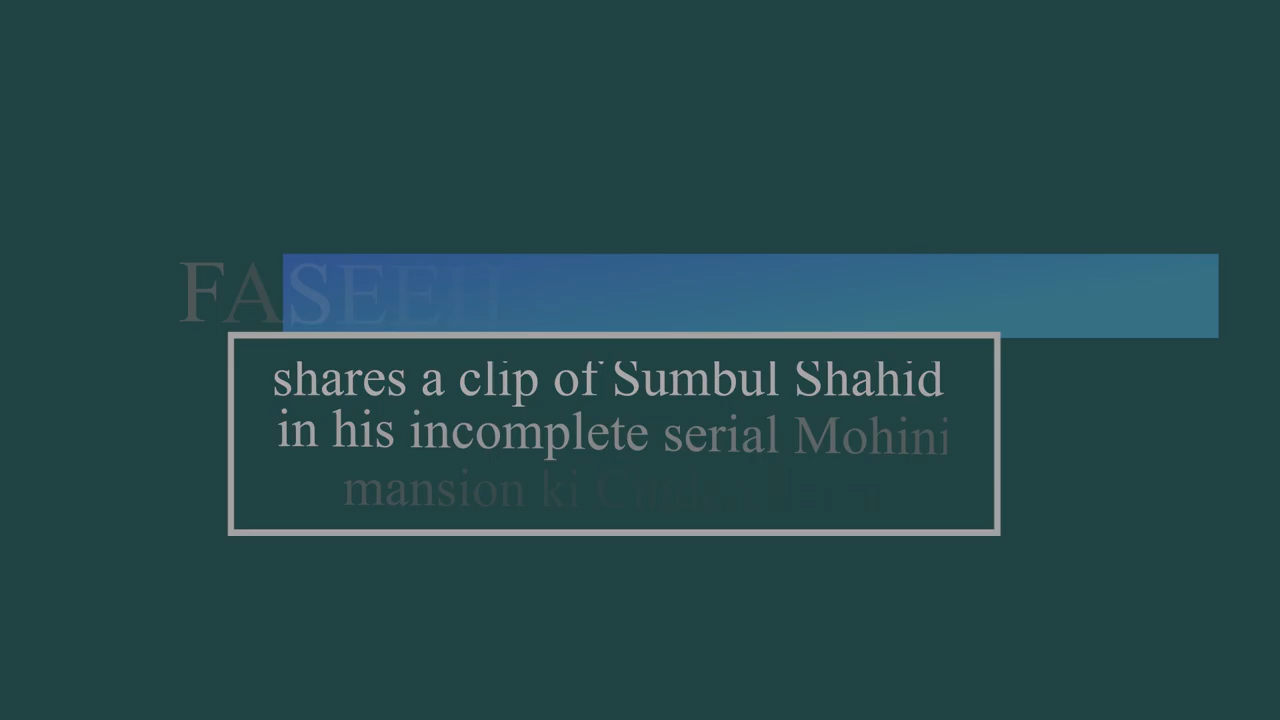 FASEEH
shares a clip of Sumbul Shahid
in his incomplete serial Mohini
mansion ki